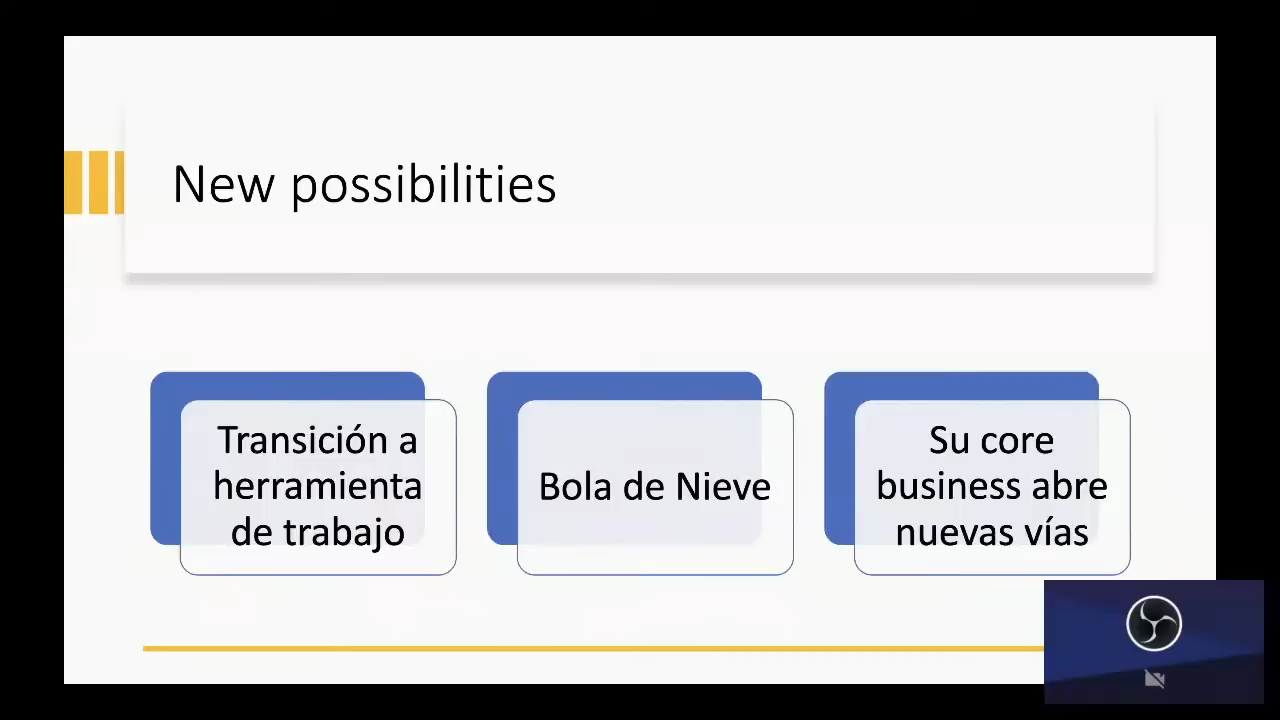 New possibilities
Transición a
herramienta
de trabajo
Bola de Nieve
Su core
business abre
nuevas vías